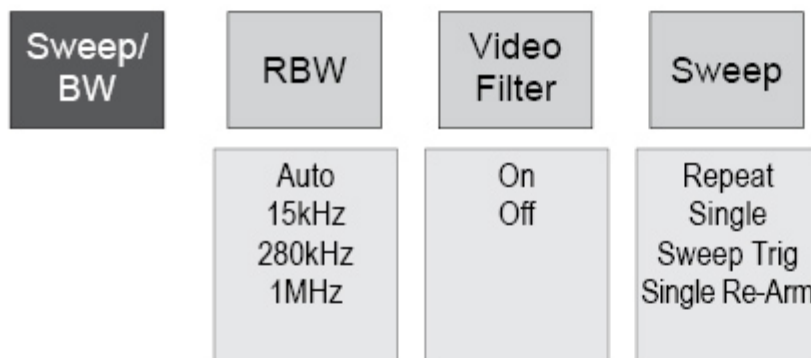 Sweep/
BW
RBW
Video
Filter
Sweep
Auto
15kHz
280kHz
1MHz
On
Off
Repeat
Single
Sweep Trig
Single Re-Arm